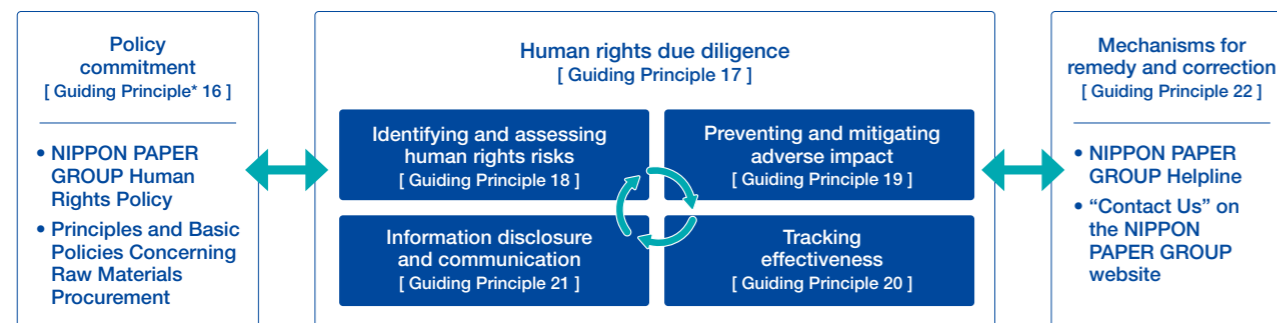 Policy
commitment
[ Guiding Principle* 16 ]
• NIPPON PAPER
GROUP Human
Rights Policy
• Principles and Basic
Policies Concerning
Raw Materials
Procurement
Human rights due diligence
[ Guiding Principle 17 ]
Identifying and assessing
human rights risks
[ Guiding Principle 18 ]
Preventing and mitigating
adverse impact
[ Guiding Principle 19 ]
Information disclosure
and communication
[ Guiding Principle 21 ]
Tracking
effectiveness
[ Guiding Principle 20 ]
Mechanisms for
remedy and correction
[ Guiding Principle 22 ]
• NIPPON PAPER
GROUP Helpline
• “Contact Us” on
the NIPPON
PAPER GROUP
website